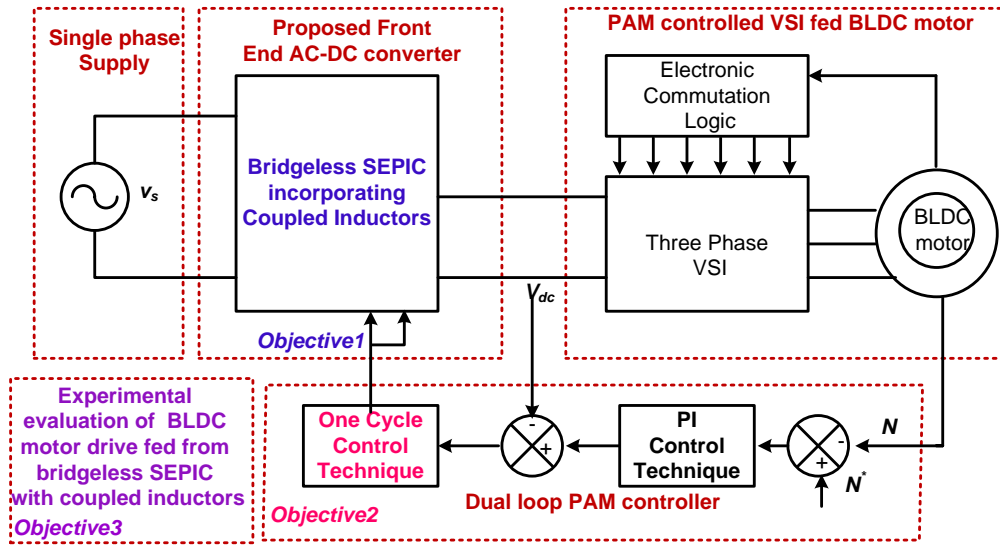 Single phase
Supply
Proposed Front
End AC-DC converter
PAM controlled VSI fed BLDC motor
Electronic
Commutation
Logic
v_s
Bridgeless SEPIC
incorporating
Coupled Inductors
Three Phase
VSI
BLDC
motor
V_dc
Objective1
Experimental
evaluation of BLDC
motor drive fed from
bridgeless SEPIC
with coupled inductors
Objective3
One Cycle
Control
Technique
-
+
PI
Control
Technique
-
+
N
N*
Dual loop PAM controller
Objective2